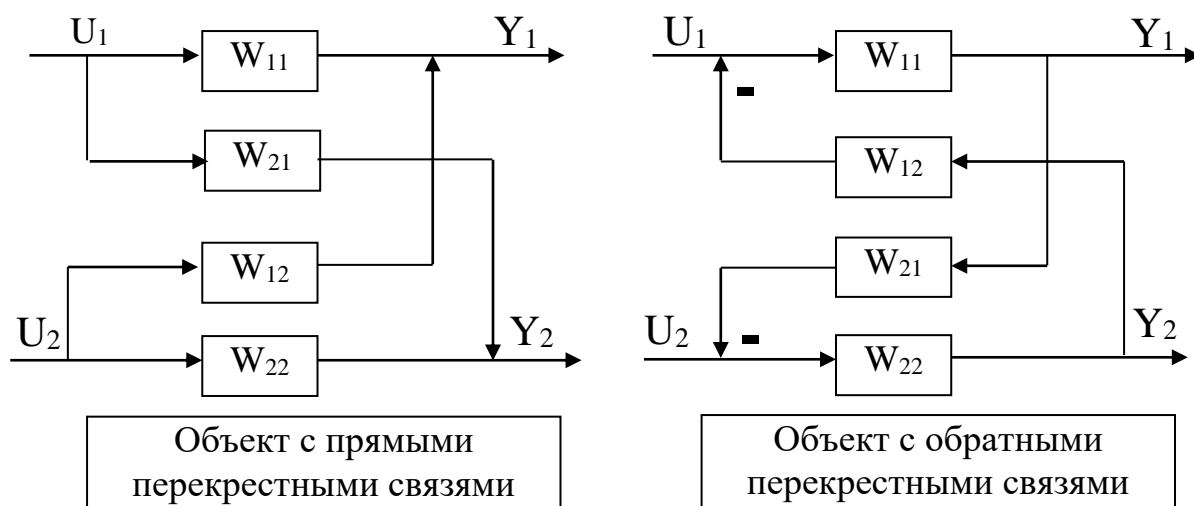 U1
W11
Y1
W21
W12
U2
W22
Y2
Объект с прямыми
перекрестными связями
U1
-
W11
Y1
W12
W21
U2
-
W22
Y2
Объект с обратными
перекрестными связями